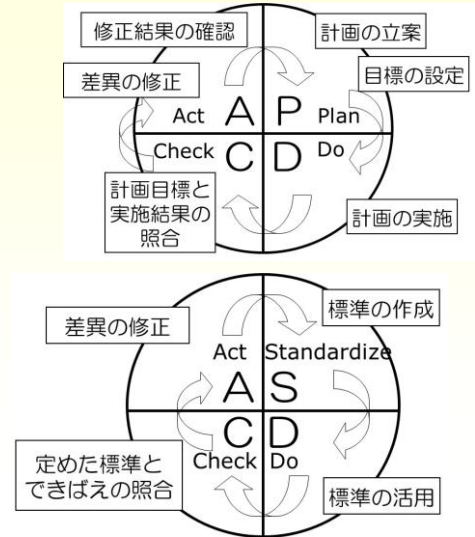 修正結果の確認
計画の立案
差異の修正
目標の設定
Act A P Plan
Check C D Do
計画目標と
実施結果の
照合
計画の実施
差異の修正
標準の作成
Act Standardize
A S
C D
Check Do
定めた標準と
できばえの照合
標準の活用